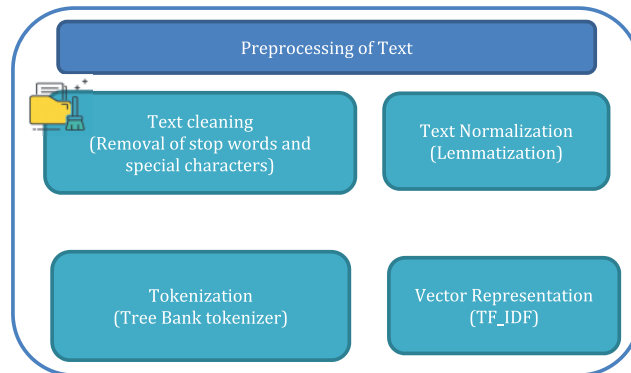 Preprocessing of Text
Text cleaning
(Removal of stop words and
special characters)
Text Normalization
(Lemmatization)
Tokenization
(Tree Bank tokenizer)
Vector Representation
(TF_IDF)